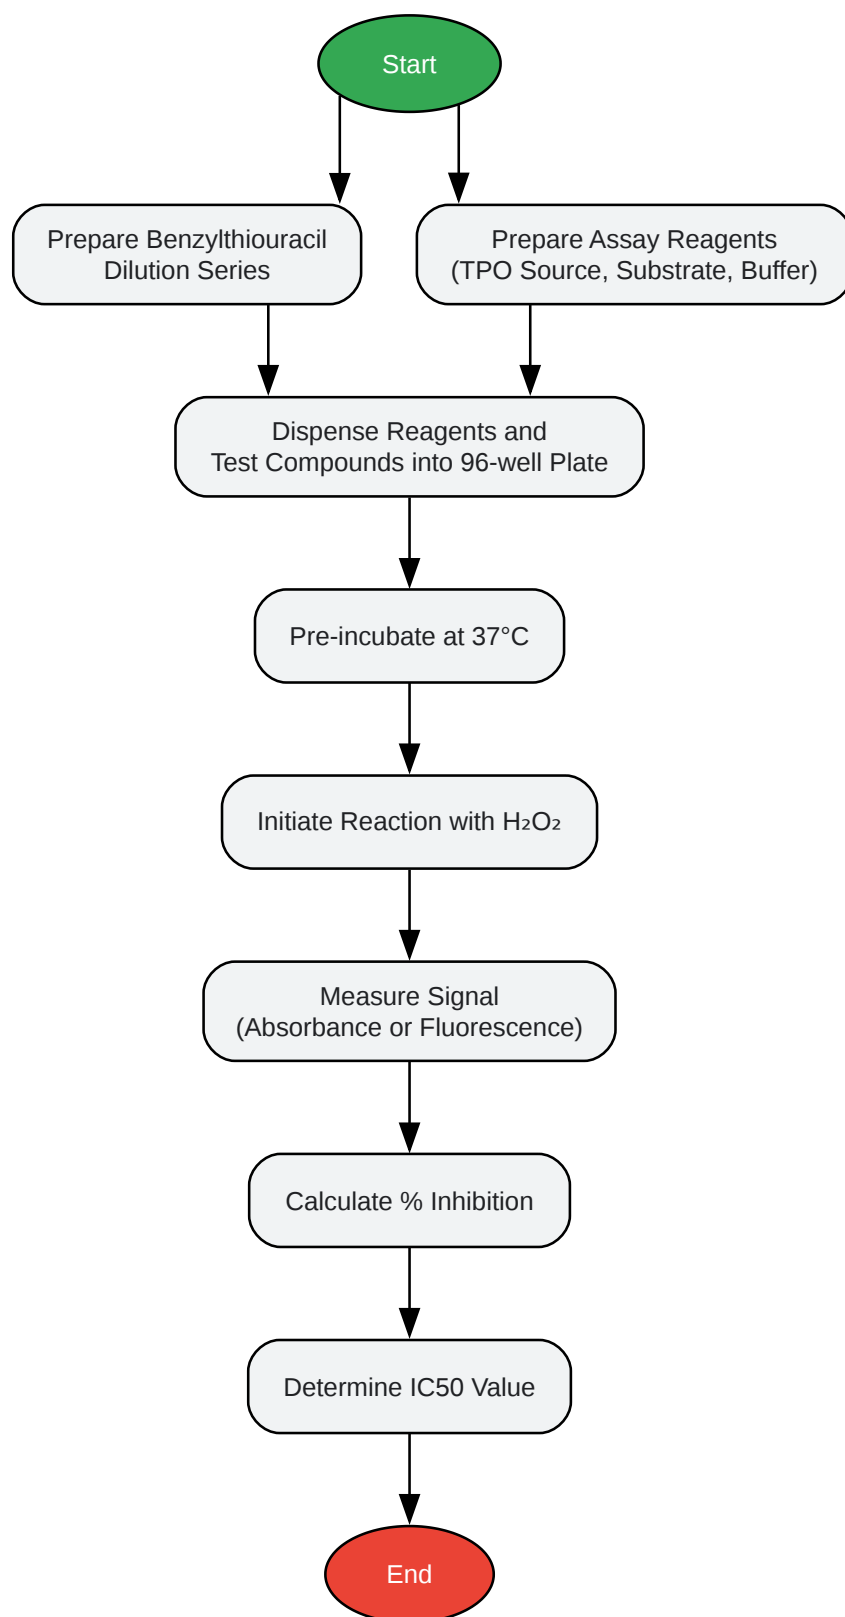 Start
Prepare Benzylthiouracil
Dilution Series
Prepare Assay Reagents
(TPO Source, Substrate, Buffer)
Dispense Reagents and
Test Compounds into 96-well Plate
Pre-incubate at 37°C
Initiate Reaction with H₂O₂
Measure Signal
(Absorbance or Fluorescence)
Calculate % Inhibition
Determine IC50 Value
End